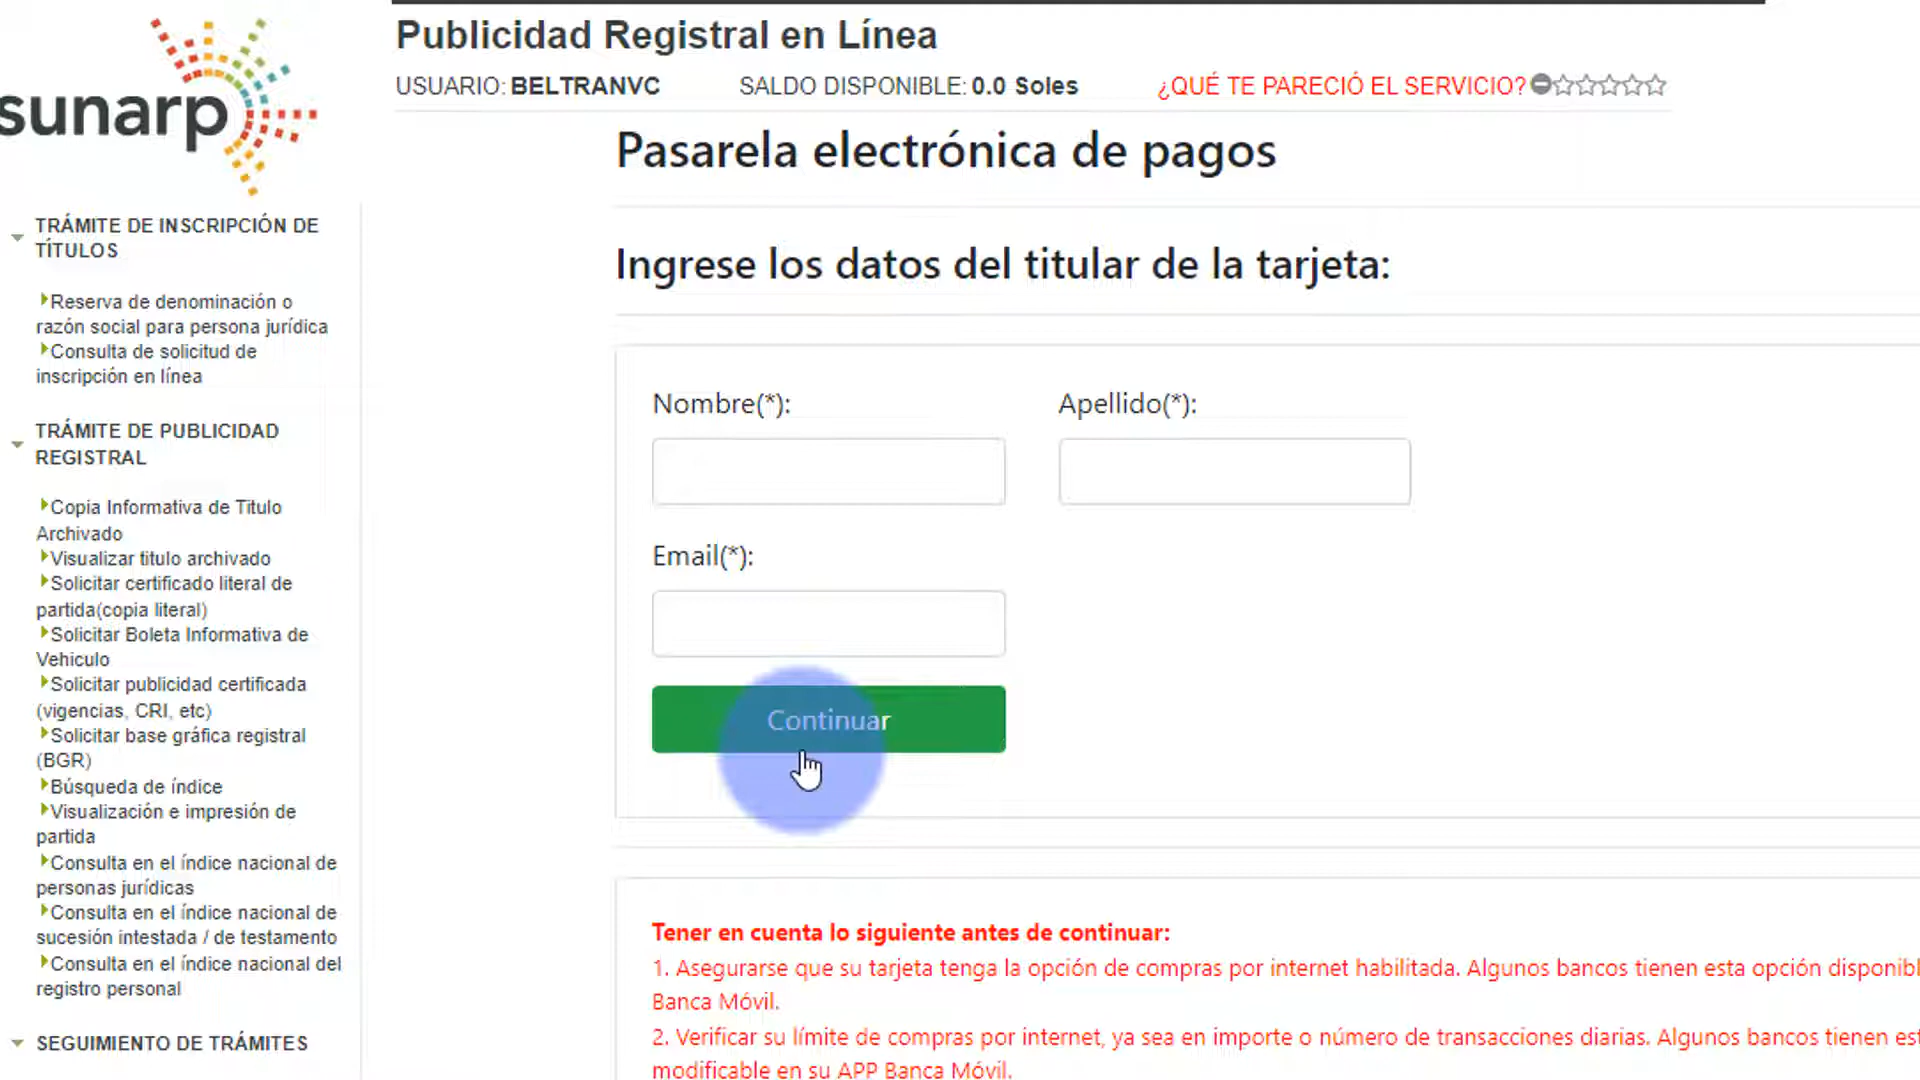 sunarp
Publicidad Registral en Línea
USUARIO: BELTRANVC SALDO DISPONIBLE: 0.0 Soles ¿QUÉ TE PARECIÓ EL SERVICIO?
Pasarela electrónica de pagos
Ingrese los datos del titular de la tarjeta:
TRÁMITE DE INSCRIPCIÓN DE
TÍTULOS
Reserva de denominación o
razón social para persona jurídica
Consulta de solicitud de
inscripción en línea
TRÁMITE DE PUBLICIDAD
REGISTRAL
Copia Informativa de Titulo
Archivado
Visualizar titulo archivado
Solicitar certificado literal de
partida(copia literal)
Solicitar Boleta Informativa de
Vehiculo
Solicitar publicidad certificada
(vigencias, CRI, etc)
Solicitar base gráfica registral
(BGR)
Búsqueda de índice
Visualización e impresión de
partida
Consulta en el índice nacional de
personas jurídicas
Consulta en el índice nacional de
sucesión intestada / de testamento
Consulta en el índice nacional del
registro personal
SEGUIMIENTO DE TRÁMITES
Nombre(*): Apellido(*):
Email(*):
Continuar
Tener en cuenta lo siguiente antes de continuar:
1. Asegurarse que su tarjeta tenga la opción de compras por internet habilitada. Algunos bancos tienen esta opción
Banca Móvil.
2. Verificar su límite de compras por internet, ya sea en importe o número de transacciones diarias. Algunos bancos tienen
modificable en su APP Banca Móvil.